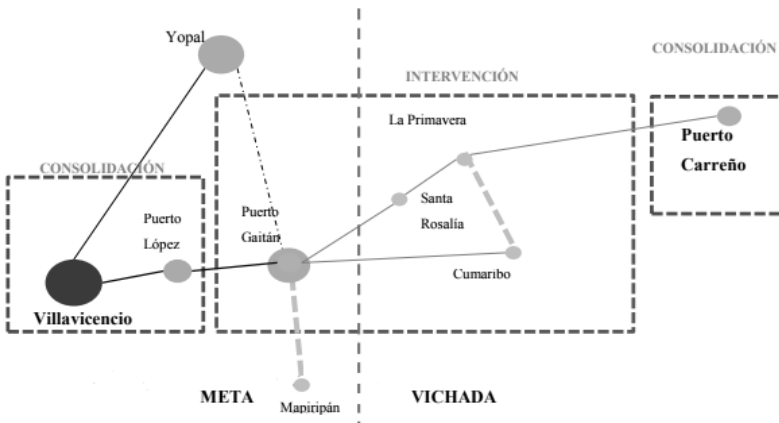 Yopal
CONSOLIDACIÓN
INTERVENCIÓN
La Primavera
Puerto
Carreño
CONSOLIDACIÓN
Puerto
López
Puerto
Gaitán
Santa
Rosalía
Cumaribo
Villavicencio
META
VICHADA
Mapiripán